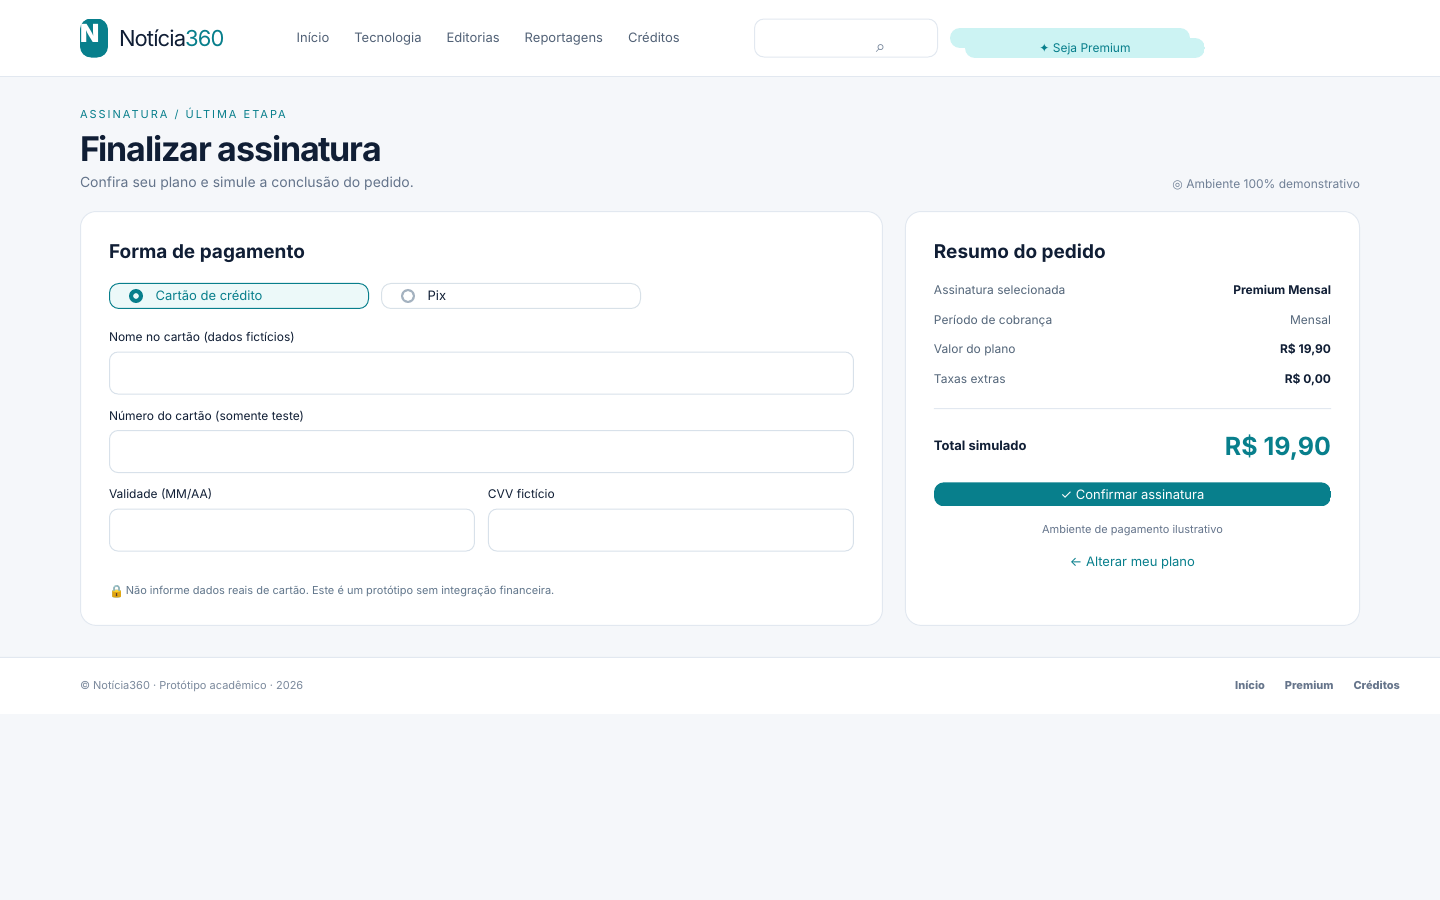 N Notícia360
Início Tecnologia Editorias Reportagens Créditos
⌕
✦ Seja Premium
ASSINATURA / ÚLTIMA ETAPA
Finalizar assinatura
Confira seu plano e simule a conclusão do pedido.
◎ Ambiente 100% demonstrativo
Forma de pagamento
Cartão de crédito
Pix
Nome no cartão (dados fictícios)
Número do cartão (somente teste)
Validade (MM/AA)
CVV fictício
🔒 Não informe dados reais de cartão. Este é um protótipo sem integração financeira.
Resumo do pedido
Assinatura selecionada Premium Mensal
Período de cobrança Mensal
Valor do plano R$ 19,90
Taxas extras R$ 0,00
Total simulado R$ 19,90
✓ Confirmar assinatura
Ambiente de pagamento ilustrativo
← Alterar meu plano
© Notícia360 · Protótipo acadêmico · 2026
Início Premium Créditos